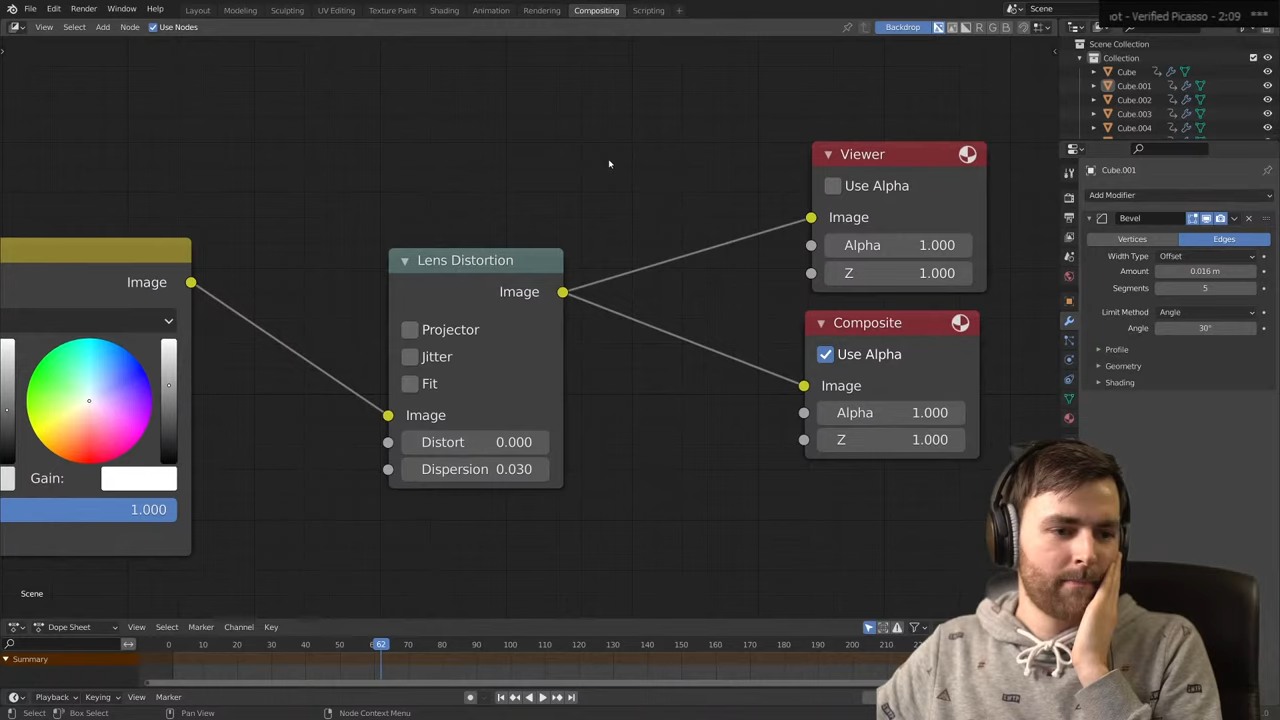 File Edit Render Window Help Layout Modeling Sculpting UV Editing Texture Paint Shading Animation Rendering Compositing Scripting + Scene
ot - Verified Picasso - 2:09
View Select Add Node Use Nodes Backdrop R G B
Scene Collection
Collection
Cube
Cube.001
Cube.002
Cube.003
Cube.004
Cube.001
Add Modifier
Bevel
Vertices Edges
Width Type Offset
Amount 0.016 m
Segments 5
Limit Method Angle
Angle 30°
Profile
Geometry
Shading
Image
Gain:
1.000
Lens Distortion
Image
Projector
Jitter
Fit
Image
Distort 0.000
Dispersion 0.030
Viewer
Use Alpha
Image
Alpha 1.000
Z 1.000
Composite
Use Alpha
Image
Alpha 1.000
Z 1.000
Scene
Dope Sheet View Select Marker Channel Key
0 10 20 30 40 50 62 70 80 90 100 110 120 130 140 150 160 170 180 190 200 210
Summary
Playback Keying View Marker
Select Box Select Pan View Node Context Menu